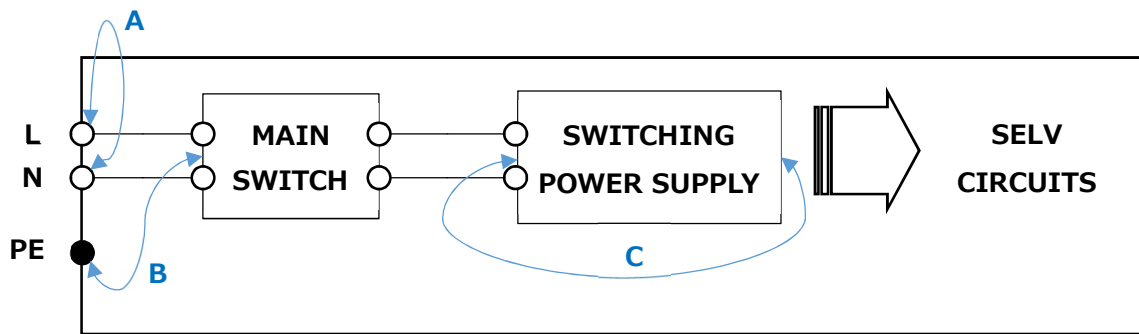 A
L
MAIN
SWITCHING
SELV
N
SWITCH
POWER SUPPLY
CIRCUITS
PE
B
C